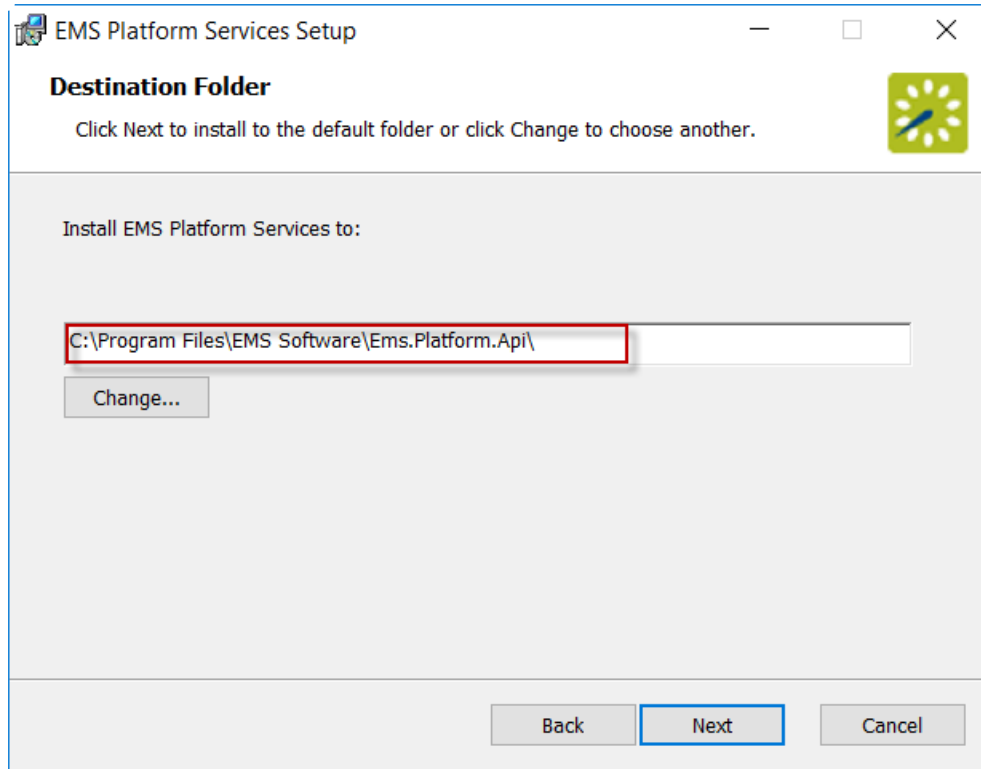 EMS Platform Services Setup
Destination Folder
Click Next to install to the default folder or click Change to choose another.
Install EMS Platform Services to:
C:\Program Files\EMS Software\Ems.Platform.Api\
Change...
Back Next Cancel